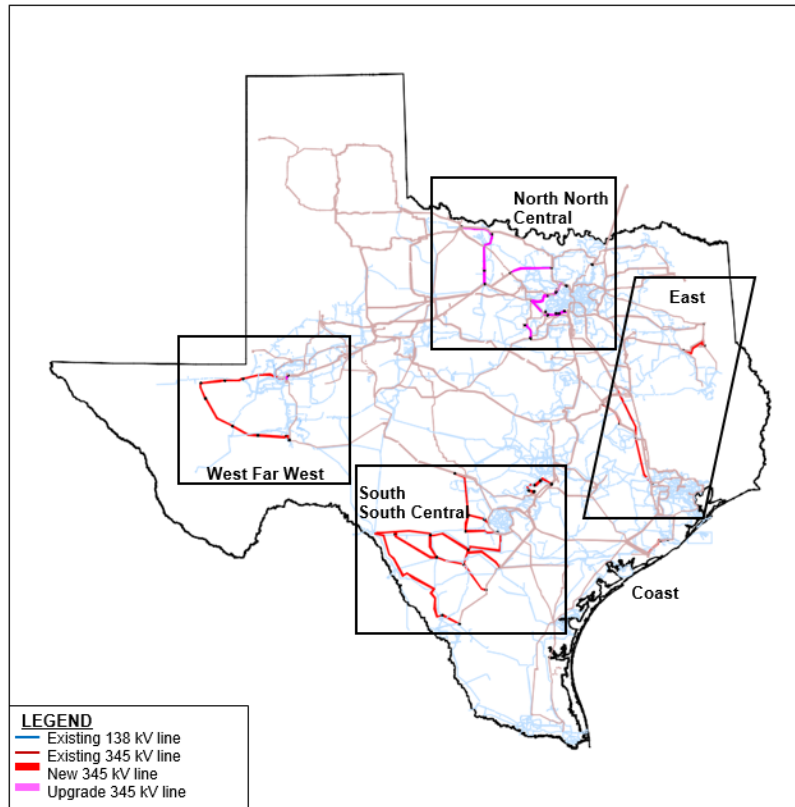 North North
Central
East
West Far West
South
South Central
Coast
LEGEND
Existing 138 kV line
Existing 345 kV line
New 345 kV line
Upgrade 345 kV line